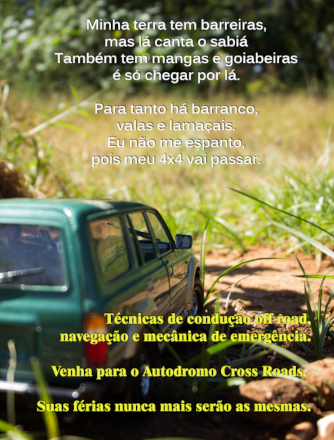 Minha terra tem barreiras,
mas lá canta o sabiá
Também tem mangas e goiabeiras
é só chegar por lá.
Para tanto há barranco,
valas e lamaçais.
Eu não me espanto,
pois meu 4x4 vai passar.
Técnicas de condução off road,
navegação e mecânica de emergência.
Venha para o Autodromo Cross Roads.
Suas férias nunca mais serão as mesmas.